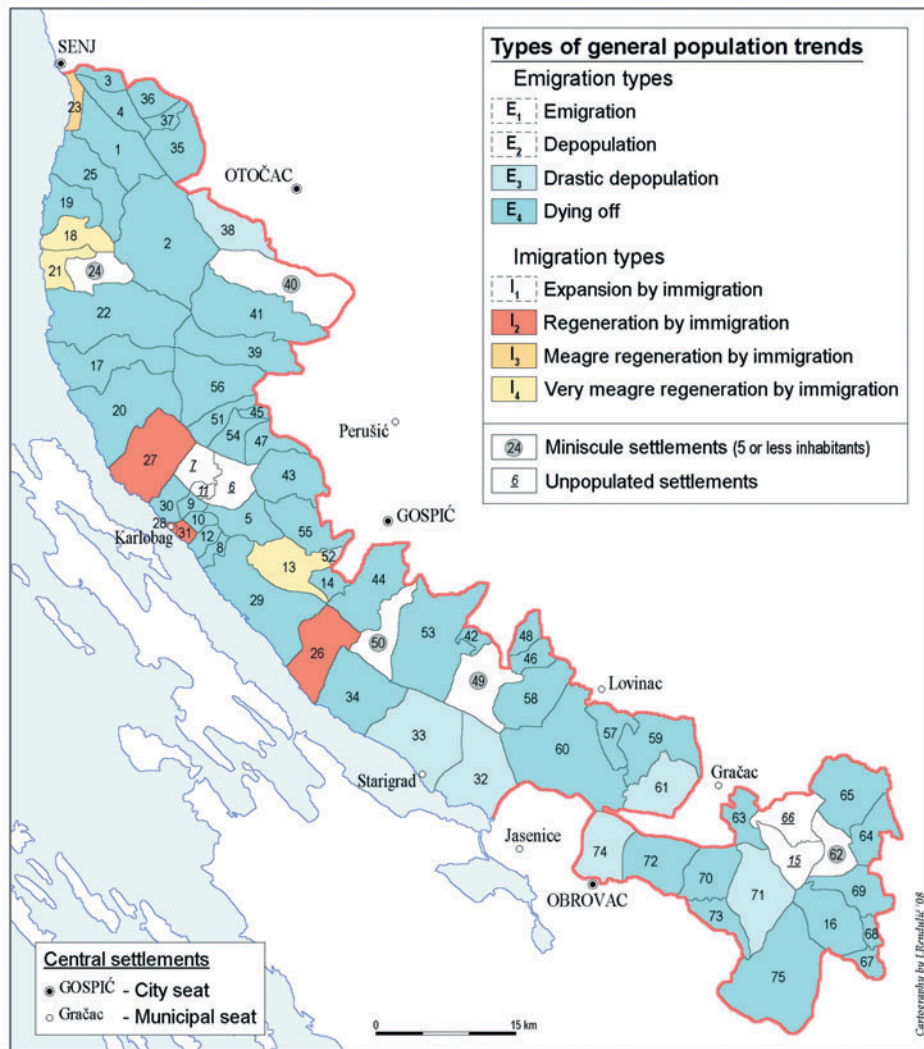 Types of general population trends
Emigration types
E1 Emigration
E2 Depopulation
E3 Drastic depopulation
E4 Dying off
Imigration types
I1 Expansion by immigration
I2 Regeneration by immigration
I3 Meagre regeneration by immigration
I4 Very meagre regeneration by immigration
24 Miniscule settlements (5 or less inhabitants)
6 Unpopulated settlements
SENJ
3
36
23
4
37
1
35
25
OTOČAC
19
38
18
2
21
24
40
22
41
39
17
56
20
45
51
54
47
Perušić
27
7
43
11
6
30
9
GOSPIĆ
28
10
5
Karlobag
31
12
55
8
52
13
44
14
29
50
53
42
48
46
26
49
34
58
Lovinac
33
57
59
60
Starigrad
32
61
Gračac
65
63
66
64
Jasenice
74
72
15
62
70
71
69
OBROVAC
73
16
68
67
75
Central settlements
GOSPIĆ - City seat
Gračac - Municipal seat
0 15 km
Cartography by I.Rendulić '08